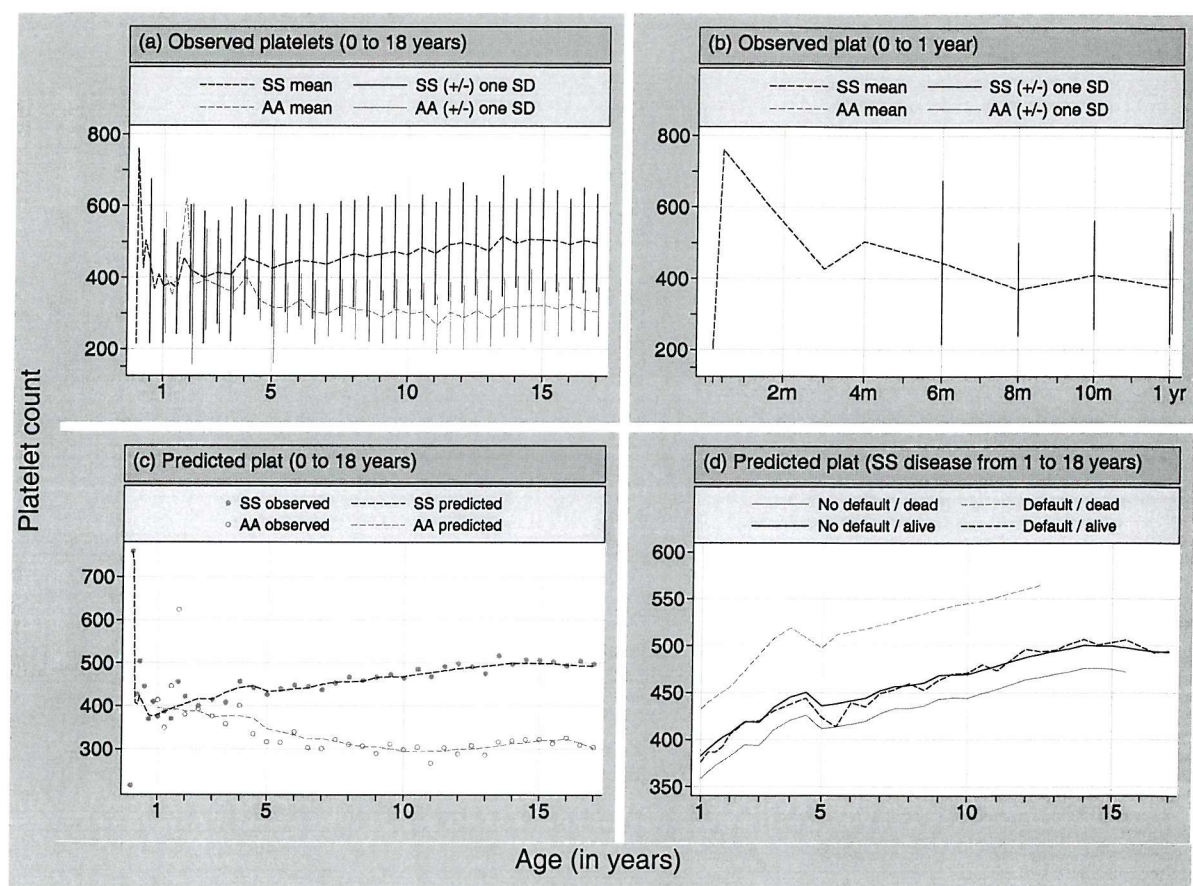 (a) Observed platelets (0 to 18 years)
SS mean SS (+/-) one SD
AA mean AA (+/-) one SD
800
600
400
200
1 5 10 15
(b) Observed plat (0 to 1 year)
SS mean SS (+/-) one SD
AA mean AA (+/-) one SD
800
600
400
200
2m 4m 6m 8m 10m 1 yr
Platelet count
(c) Predicted plat (0 to 18 years)
SS observed SS predicted
AA observed AA predicted
700
600
500
400
300
1 5 10 15
(d) Predicted plat (SS disease from 1 to 18 years)
No default / dead Default / dead
No default / alive Default / alive
600
550
500
450
400
350
1 5 10 15
Age (in years)